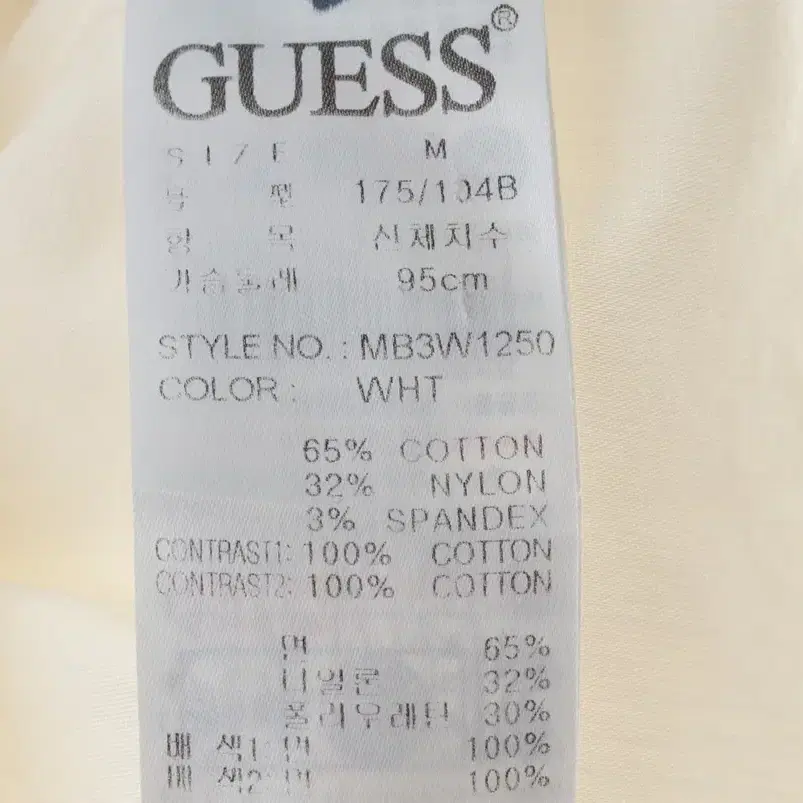 GUESS®
SIZE M
남 편 175/104B
항 목 신체치수
가슴둘레 95cm
STYLE NO. : MB3W1250
COLOR : WHT
65% COTTON
32% NYLON
3% SPANDEX
CONTRAST1: 100% COTTON
CONTRAST2: 100% COTTON
면 65%
나일론 32%
폴리우레탄 30%
배 색1: 면 100%
배 색2: 면 100%